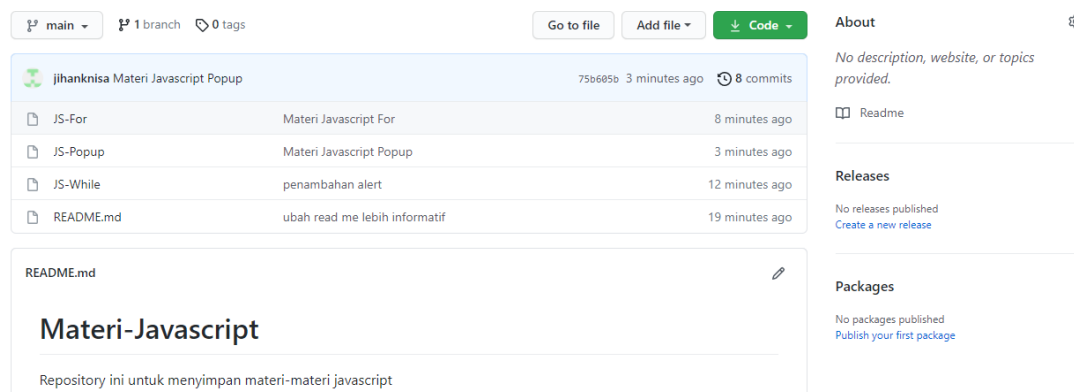 main 1 branch 0 tags Go to file Add file Code
jihanknisa Materi Javascript Popup 75b605b 3 minutes ago 8 commits
JS-For Materi Javascript For 8 minutes ago
JS-Popup Materi Javascript Popup 3 minutes ago
JS-While penambahan alert 12 minutes ago
README.md ubah read me lebih informatif 19 minutes ago
README.md
Materi-Javascript
Repository ini untuk menyimpan materi-materi javascript
About
No description, website, or topics
provided.
Readme
Releases
No releases published
Create a new release
Packages
No packages published
Publish your first package